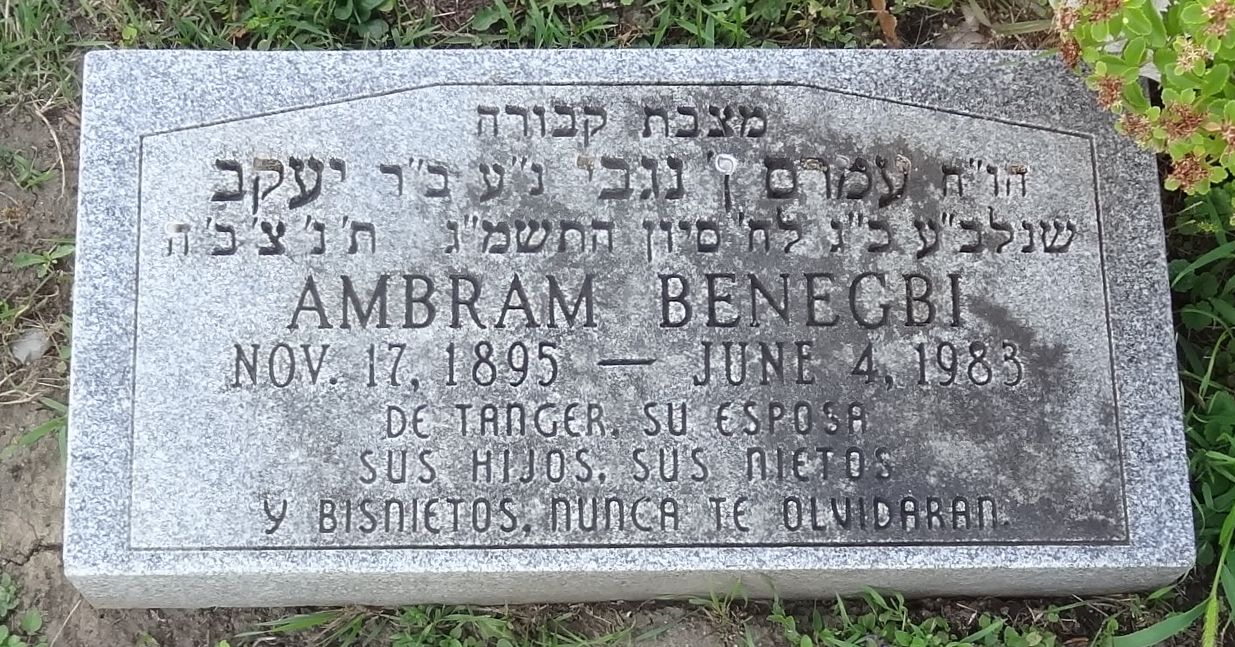 מצבת קבורה
הו"ח עמרם ן' נגבי נ"ע ב"ר יעקב
שנלב"ע כ"ג לח' סיון התשמ"ג ת'נ'צ'ב'ה
AMBRAM BENEGBI
NOV. 17, 1895 — JUNE 4, 1983
DE TANGER, SU ESPOSA
SUS HIJOS, SUS NIETOS
Y BISNIETOS, NUNCA TE OLVIDARAN.